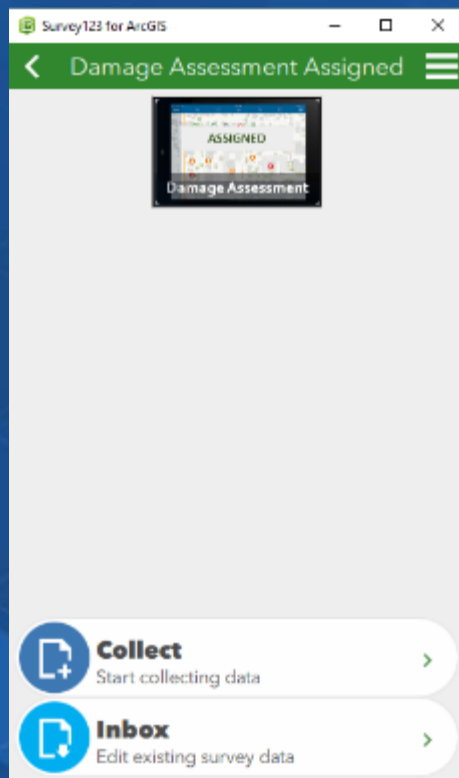 Survey123 for ArcGIS
Damage Assessment Assigned
ASSIGNED
Damage Assessment
Collect
Start collecting data
Inbox
Edit existing survey data